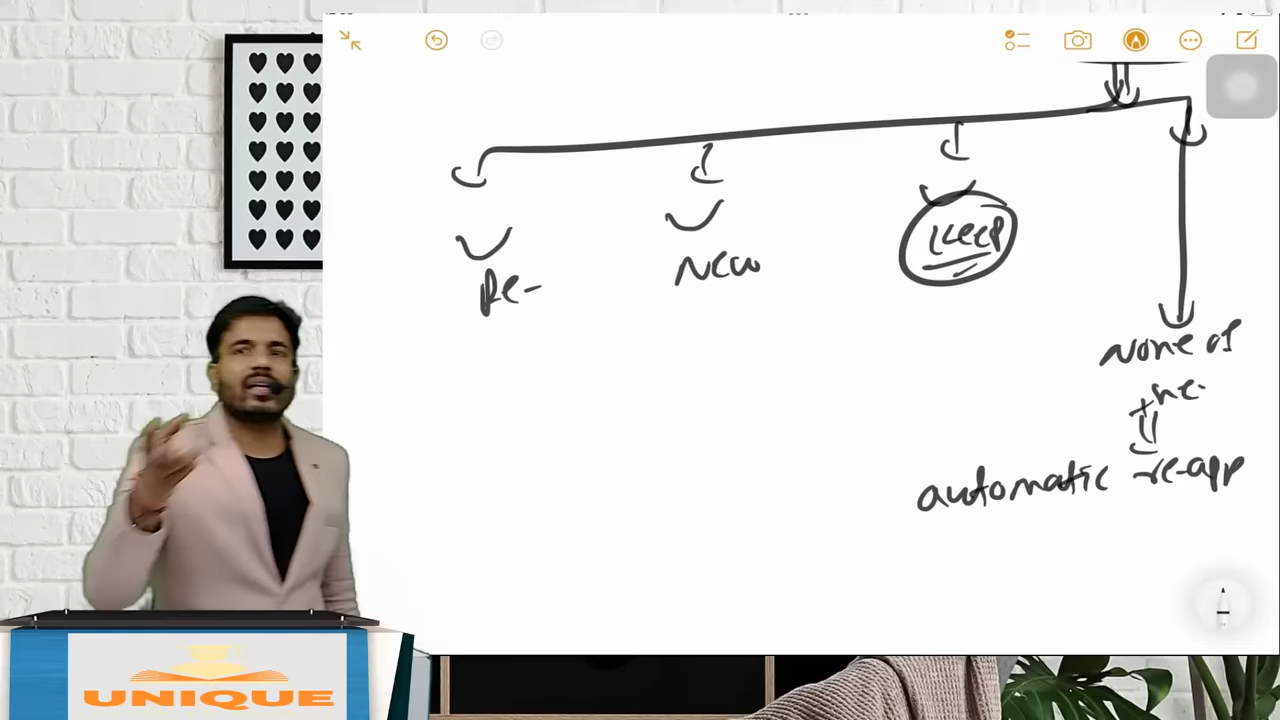 Re-
New
Keep
None of
the.
automatic re-app
UNIQUE